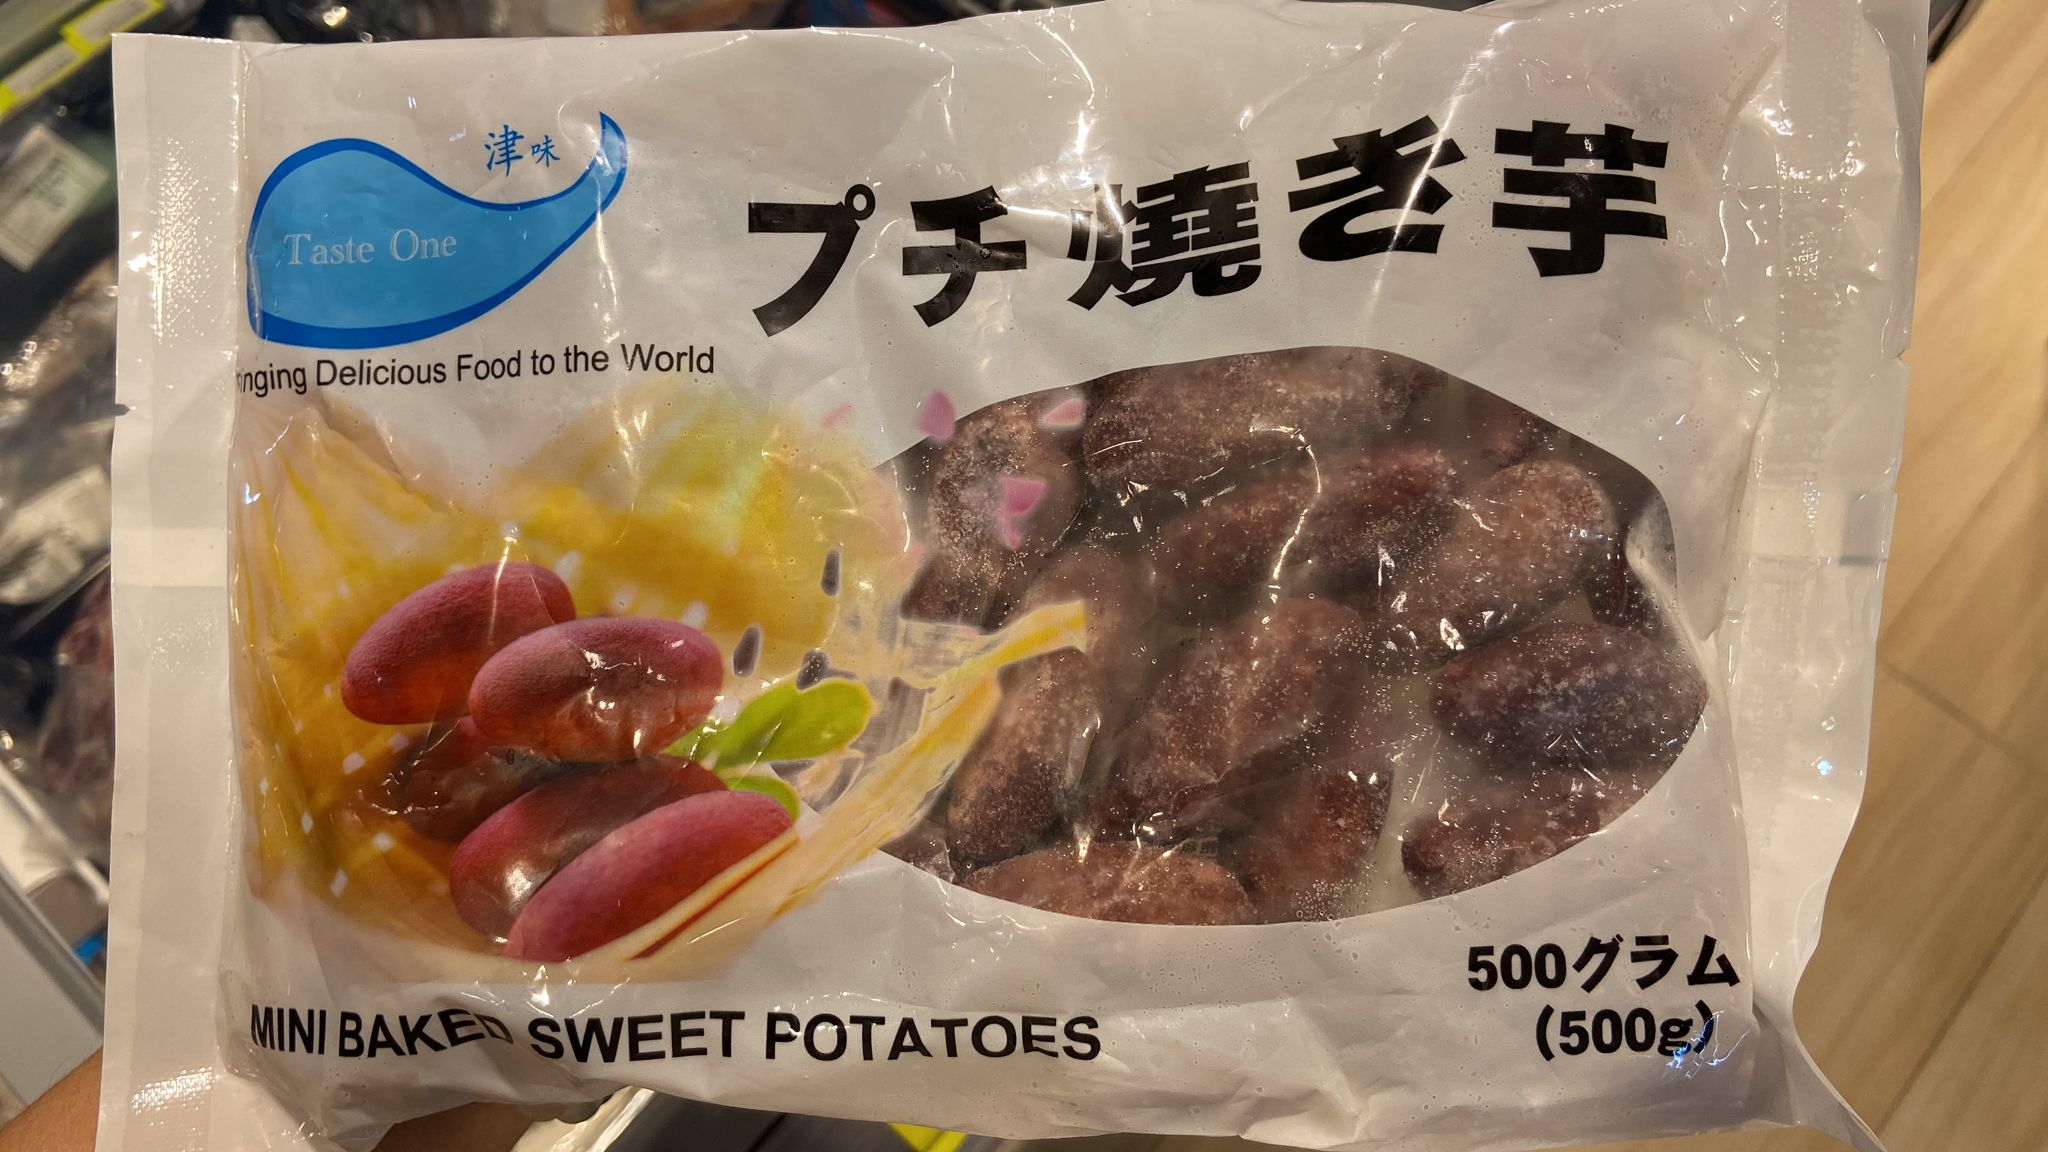 津味
Taste One
inging Delicious Food to the World
プチ燒き芋
MINI BAKED SWEET POTATOES
500グラム
(500g)